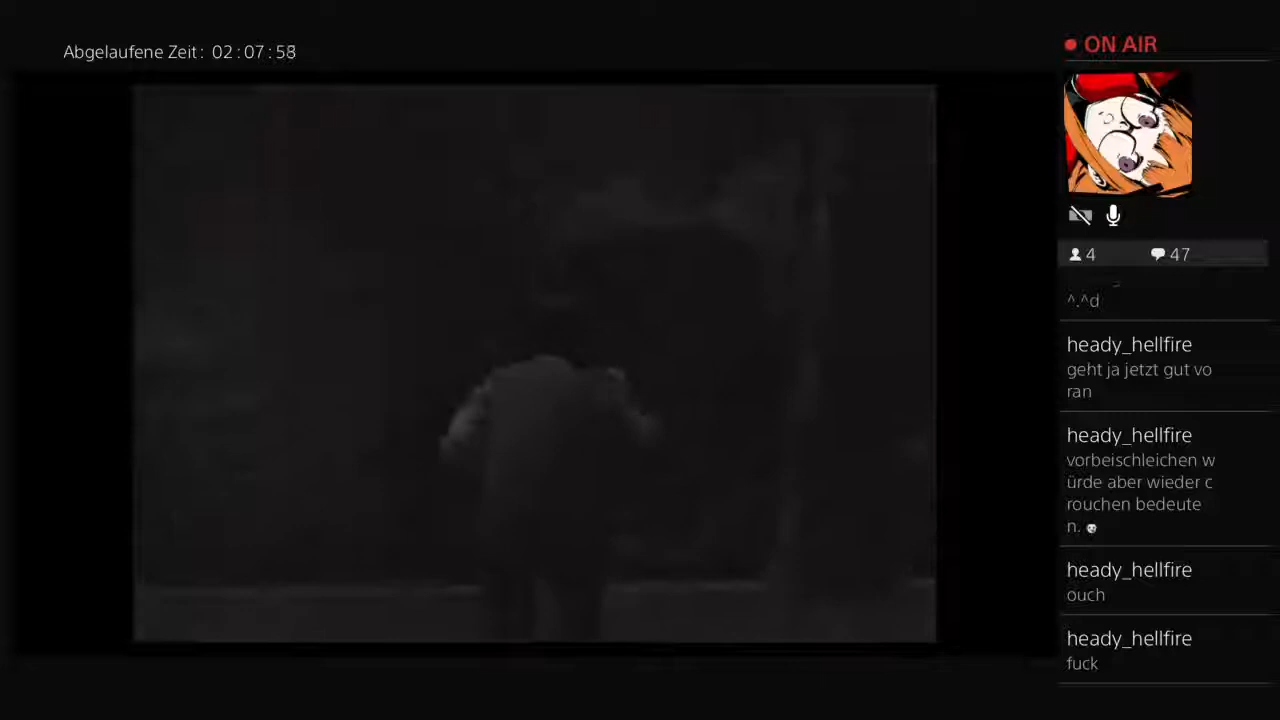 Abgelaufene Zeit: 02:07:58
ON AIR
4 47
^.^d
heady_hellfire
geht ja jetzt gut vo
ran
heady_hellfire
vorbeischleichen w
ürde aber wieder c
rouchen bedeute
n.
heady_hellfire
ouch
heady_hellfire
fuck